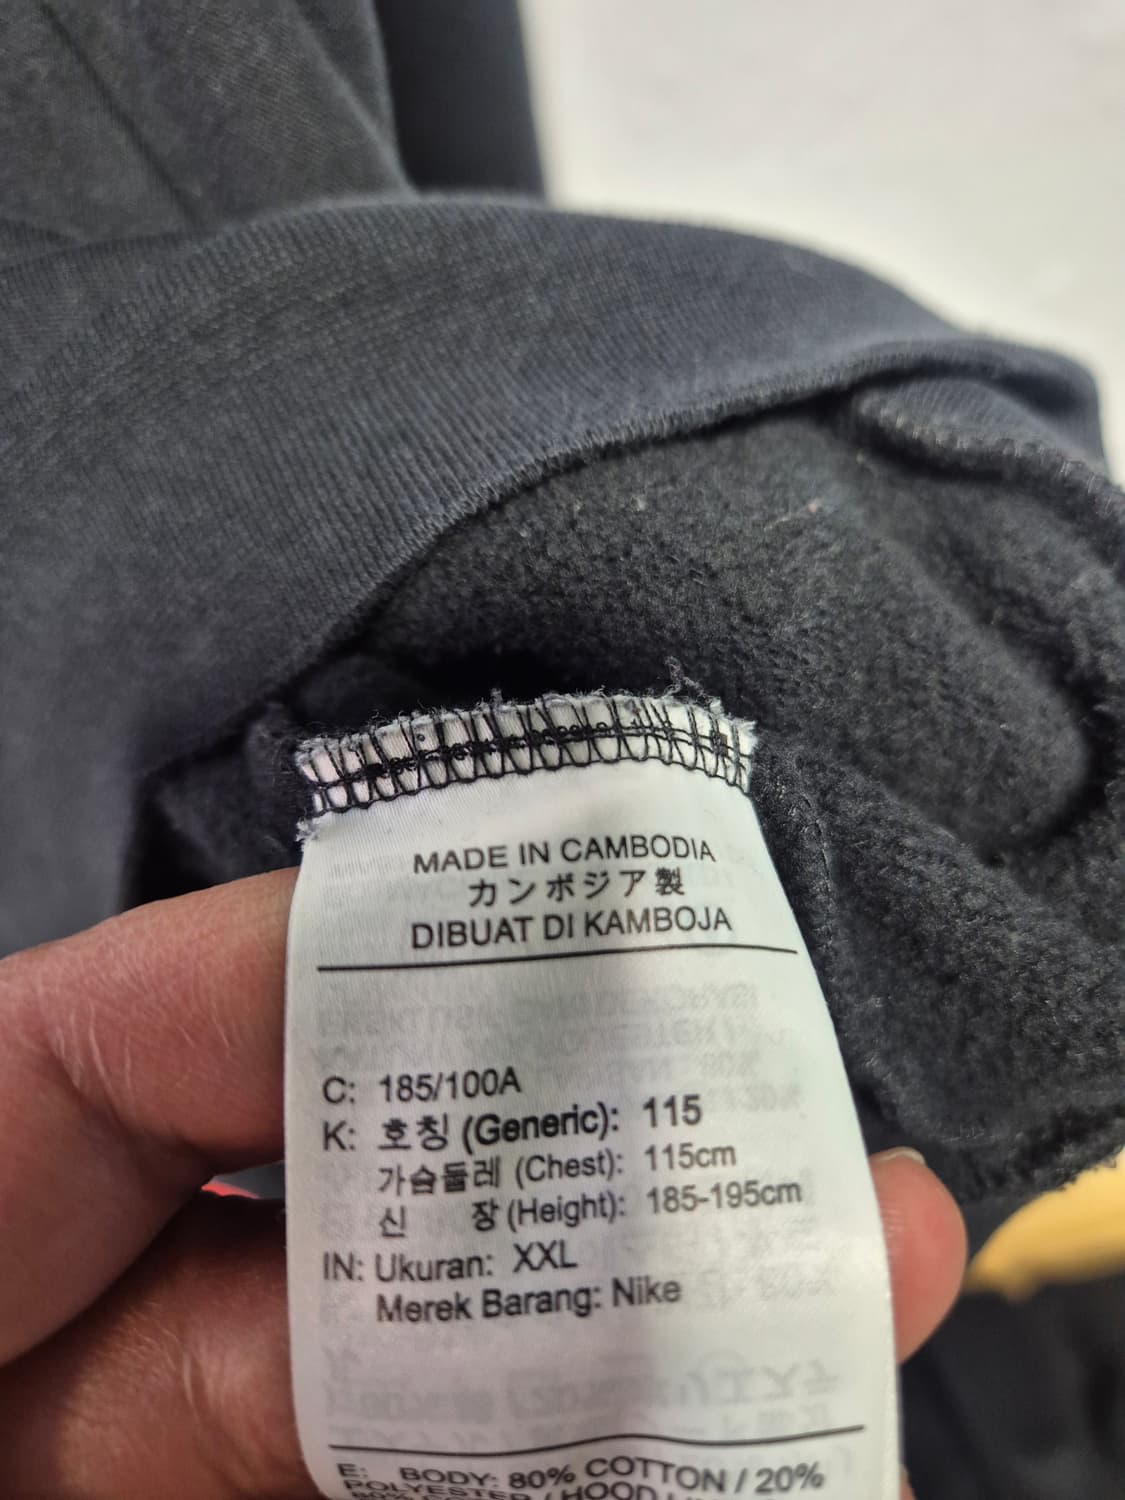 MADE IN CAMBODIA
カンボジア製
DIBUAT DI KAMBOJA
C: 185/100A
K: 호칭 (Generic): 115
가슴둘레 (Chest): 115cm
신 장 (Height): 185-195cm
IN: Ukuran: XXL
Merek Barang: Nike
E: BODY: 80% COTTON / 20%
POLYESTER / HOOD